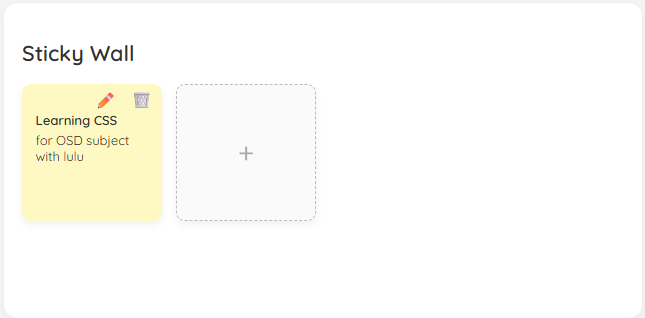 Sticky Wall
Learning CSS
for OSD subject
with lulu
+